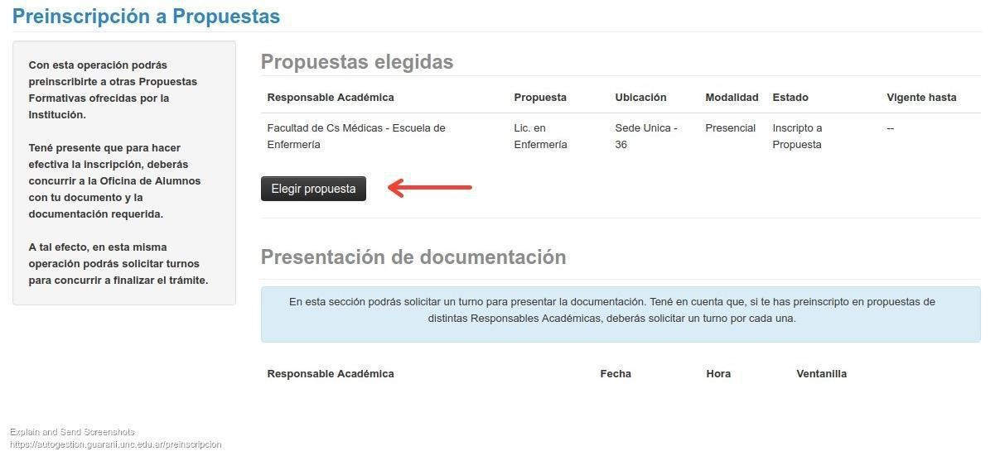 Preinscripción a Propuestas
Con esta operación podrás
preinscribirte a otras Propuestas
Formativas ofrecidas por la
Institución.
Tené presente que para hacer
efectiva la inscripción, deberás
concurrir a la Oficina de Alumnos
con tu documento y la
documentación requerida.
A tal efecto, en esta misma
operación podrás solicitar turnos
para concurrir a finalizar el trámite.
Propuestas elegidas
Responsable Académica Propuesta Ubicación Modalidad Estado Vigente hasta
Facultad de Cs Médicas - Escuela de Lic. en Sede Unica - Presencial Inscripto a --
Enfermería Enfermería 36 Propuesta
Elegir propuesta
Presentación de documentación
En esta sección podrás solicitar un turno para presentar la documentación. Tené en cuenta que, si te has preinscripto en propuestas de
distintas Responsables Académicas, deberás solicitar un turno por cada una.
Responsable Académica Fecha Hora Ventanilla
Explain and Send Screenshots
https://autogestion.guarani.unc.edu.ar/preinscripcion